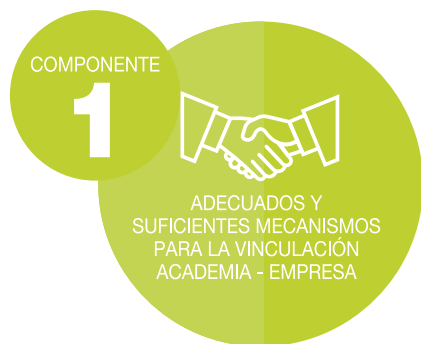 COMPONENTE
1
ADECUADOS Y
SUFICIENTES MECANISMOS
PARA LA VINCULACIÓN
ACADEMIA - EMPRESA